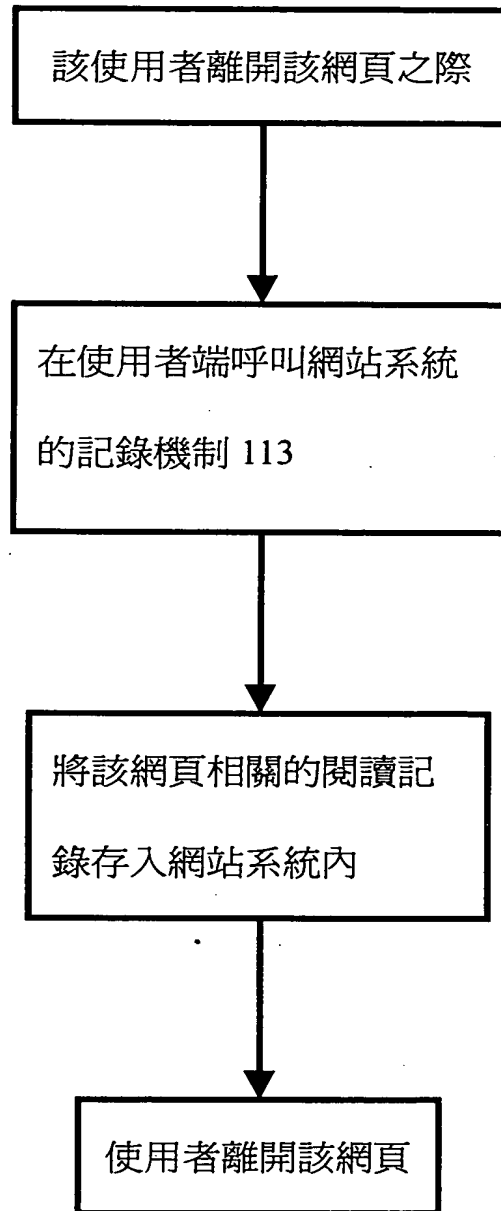 該使用者離開該網頁之際
在使用者端呼叫網站系統
的記錄機制 113
將該網頁相關的閱讀記
錄存入網站系統內
使用者離開該網頁